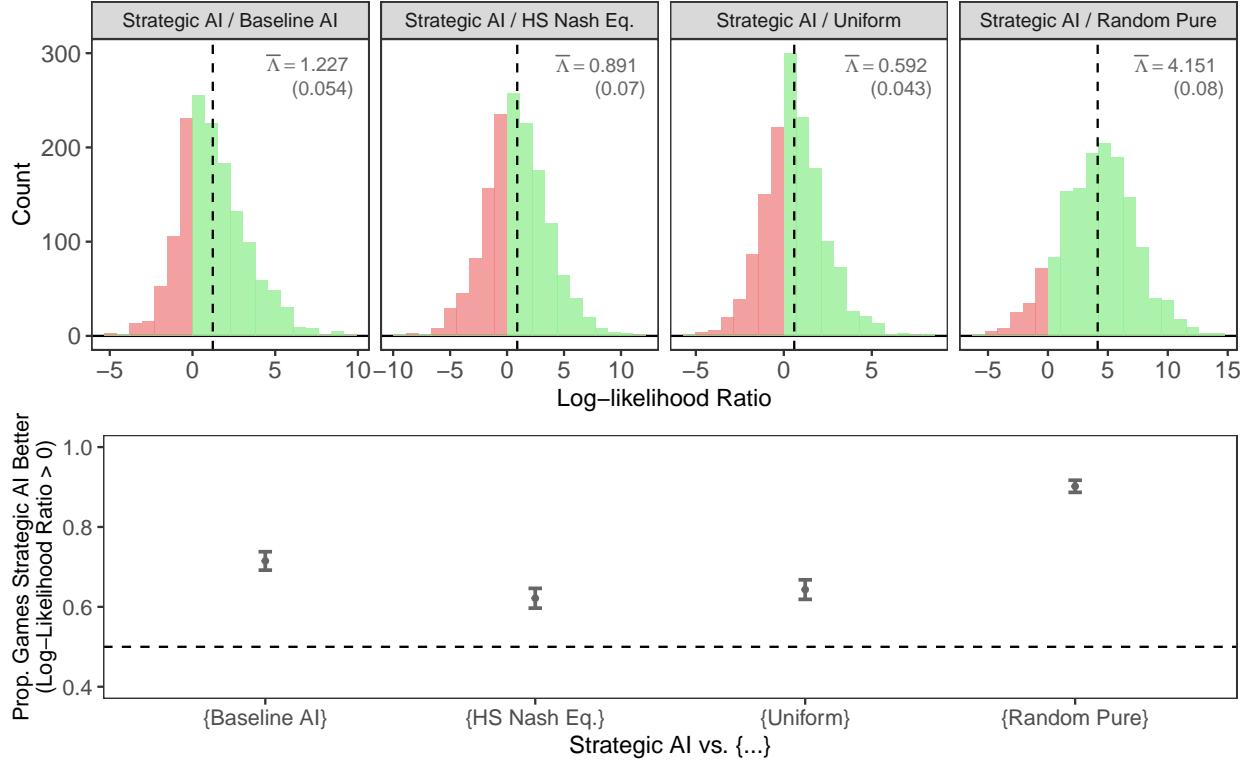 Strategic AI / Baseline AI
Strategic AI / HS Nash Eq.
Strategic AI / Uniform
Strategic AI / Random Pure
Λ = 1.227
(0.054)
Λ = 0.891
(0.07)
Λ = 0.592
(0.043)
Λ = 4.151
(0.08)
Count
300
200
100
0
−5 0 5 10
−10 −5 0 5 10
−5 0 5
−5 0 5 10 15
Log−likelihood Ratio
Prop. Games Strategic AI Better
(Log−Likelihood Ratio > 0)
1.0
0.8
0.6
0.4
{Baseline AI}
{HS Nash Eq.}
{Uniform}
{Random Pure}
Strategic AI vs. {...}